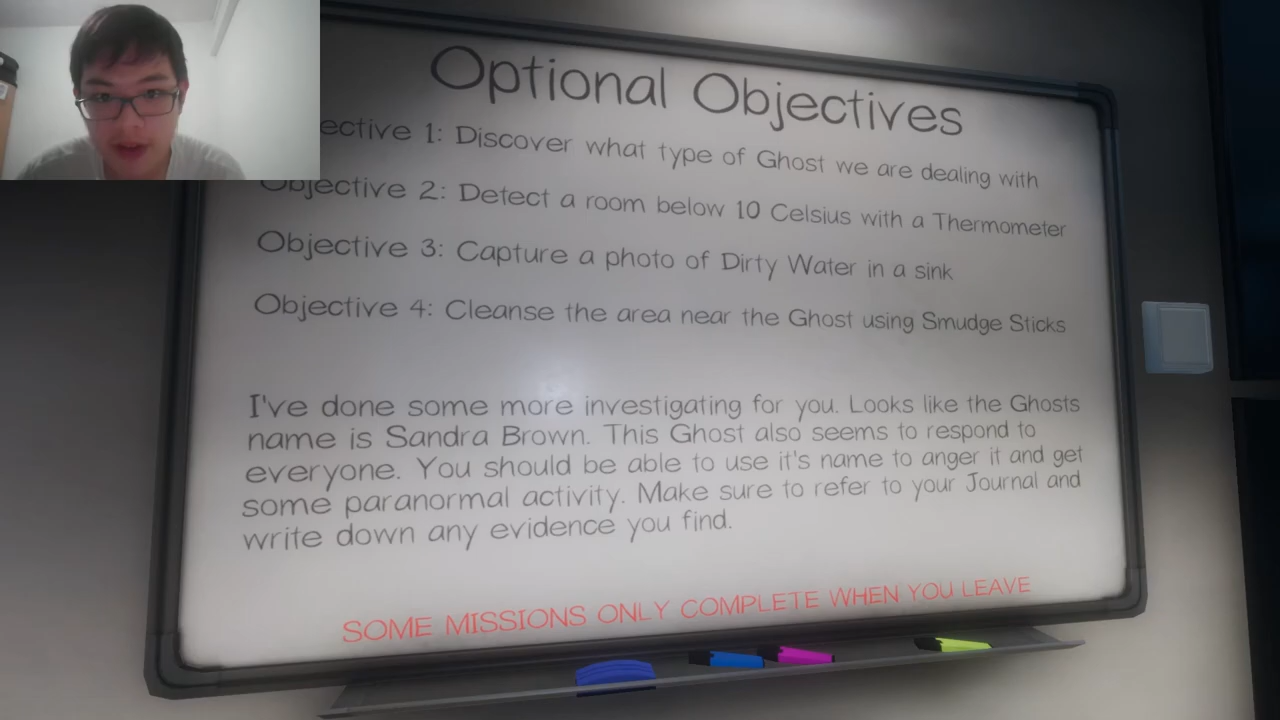 Optional Objectives
ective 1: Discover what type of Ghost we are dealing with
Objective 2: Detect a room below 10 Celsius with a Thermometer
Objective 3: Capture a photo of Dirty Water in a sink
Objective 4: Cleanse the area near the Ghost using Smudge Sticks
I've done some more investigating for you. Looks like the Ghosts
name is Sandra Brown. This Ghost also seems to respond to
everyone. You should be able to use it's name to anger it and get
some paranormal activity. Make sure to refer to your Journal and
write down any evidence you find.
SOME MISSIONS ONLY COMPLETE WHEN YOU LEAVE